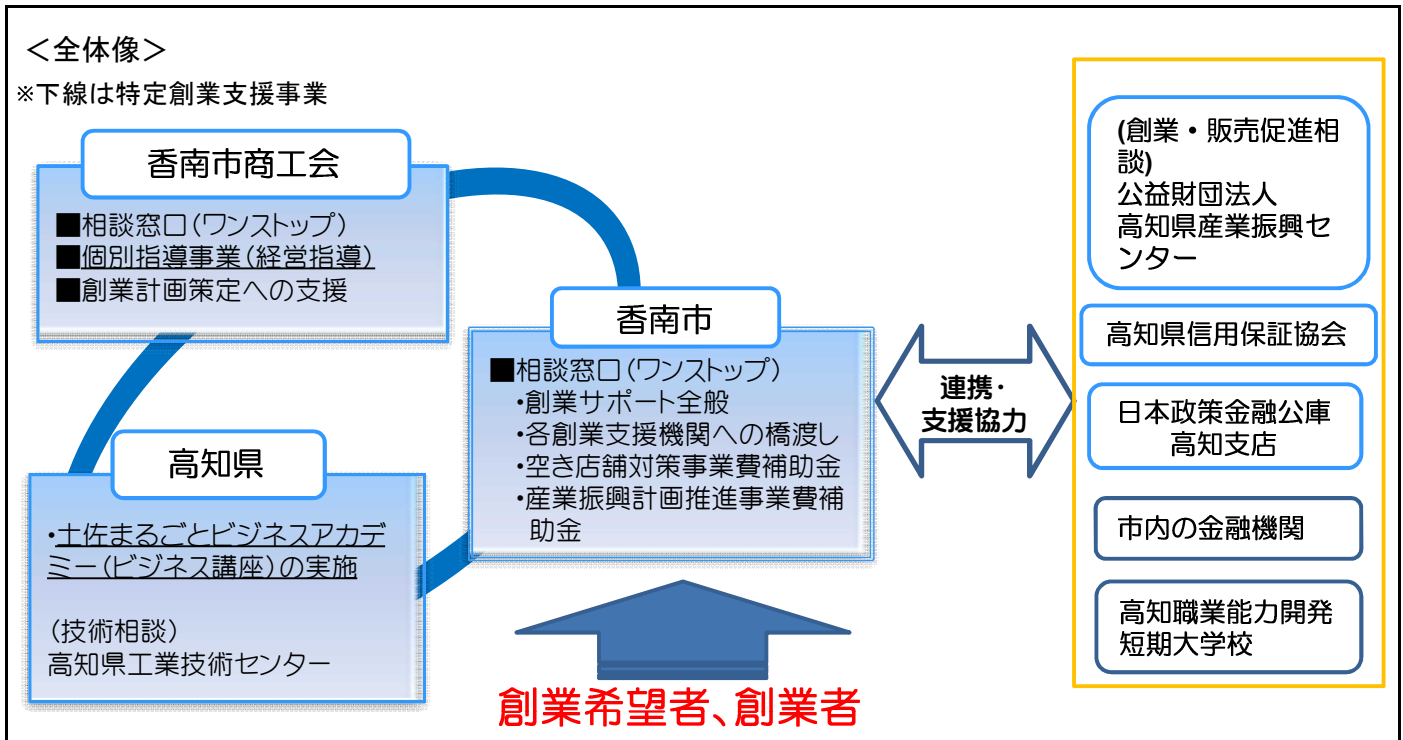 ＜全体像＞
※下線は特定創業支援事業
香南市商工会
■相談窓口（ワンストップ）
■個別指導事業（経営指導）
■創業計画策定への支援
高知県
・土佐まるごとビジネスアカデ
ミー（ビジネス講座）の実施
（技術相談）
高知県工業技術センター
香南市
■相談窓口（ワンストップ）
・創業サポート全般
・各創業支援機関への橋渡し
・空き店舗対策事業費補助金
・産業振興計画推進事業費補
助金
連携・
支援協力
(創業・販売促進相
談)
公益財団法人
高知県産業振興セ
ンター
高知県信用保証協会
日本政策金融公庫
高知支店
市内の金融機関
高知職業能力開発
短期大学校
創業希望者、創業者